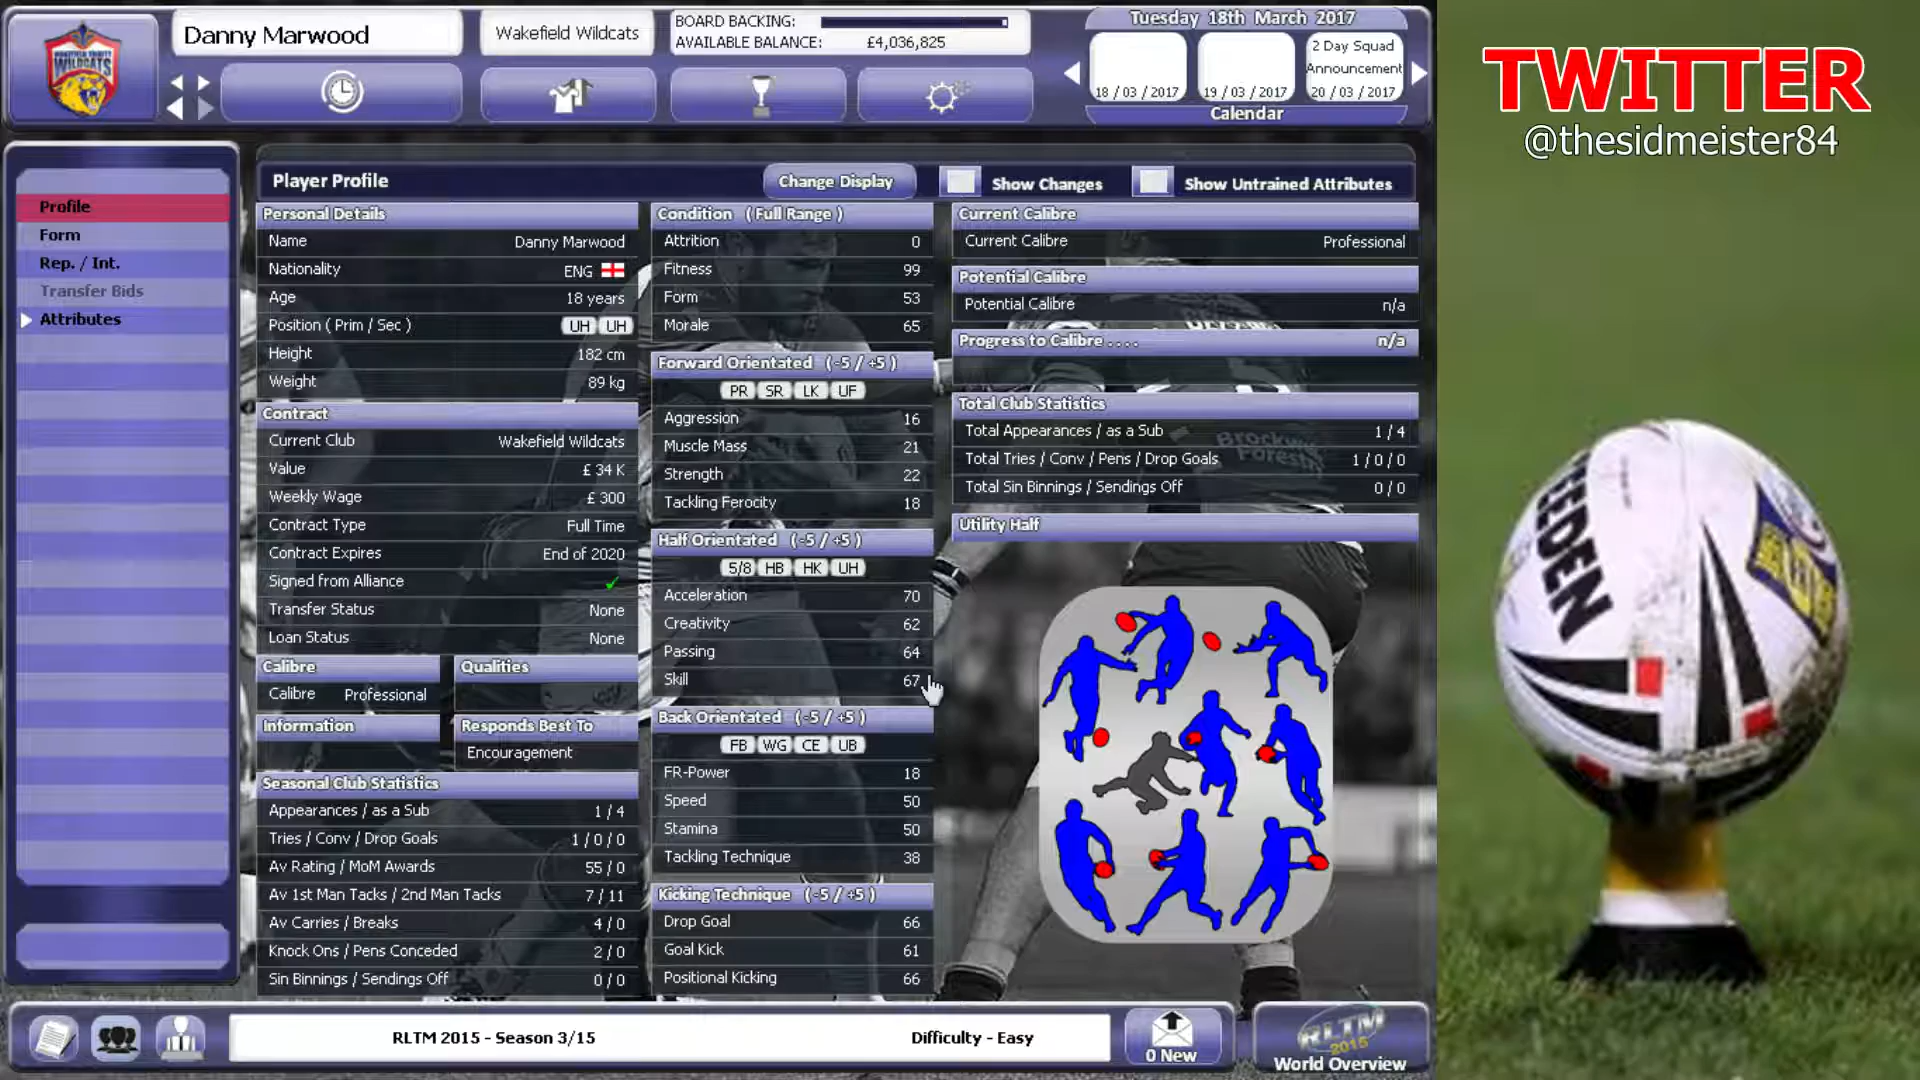 Danny Marwood
Wakefield Wildcats
BOARD BACKING:
AVAILABLE BALANCE: £4,036,825
Tuesday 18th March 2017
18 / 03 / 2017
19 / 03 / 2017
2 Day Squad
Announcement
20 / 03 / 2017
Calendar
WILDCATS
TWITTER
@thesidmeister84
Profile
Form
Rep. / Int.
Transfer Bids
Attributes
Player Profile
Change Display
Show Changes
Show Untrained Attributes
Personal Details
Name Danny Marwood
Nationality ENG
Age 18 years
Position ( Prim / Sec ) UH UH
Height 182 cm
Weight 89 kg
Contract
Current Club Wakefield Wildcats
Value £ 34 K
Weekly Wage £ 300
Contract Type Full Time
Contract Expires End of 2020
Signed from Alliance ✓
Transfer Status None
Loan Status None
Calibre
Calibre Professional
Qualities
Information
Responds Best To
Encouragement
Seasonal Club Statistics
Appearances / as a Sub 1 / 4
Tries / Conv / Drop Goals 1 / 0 / 0
Av Rating / MoM Awards 55 / 0
Av 1st Man Tacks / 2nd Man Tacks 7 / 11
Av Carries / Breaks 4 / 0
Knock Ons / Pens Conceded 2 / 0
Sin Binnings / Sendings Off 0 / 0
Condition ( Full Range )
Attrition 0
Fitness 99
Form 53
Morale 65
Forward Orientated ( -5 / +5 )
PR SR LK UF
Aggression 16
Muscle Mass 21
Strength 22
Tackling Ferocity 18
Half Orientated ( -5 / +5 )
5/8 HB HK UH
Acceleration 70
Creativity 62
Passing 64
Skill 67
Back Orientated ( -5 / +5 )
FB WG CE UB
FR-Power 18
Speed 50
Stamina 50
Tackling Technique 38
Kicking Technique ( -5 / +5 )
Drop Goal 66
Goal Kick 61
Positional Kicking 66
Current Calibre
Current Calibre Professional
Potential Calibre
Potential Calibre n/a
Progress to Calibre . . . . n/a
Total Club Statistics
Total Appearances / as a Sub 1 / 4
Total Tries / Conv / Pens / Drop Goals 1 / 0 / 0
Total Sin Binnings / Sendings Off 0 / 0
Utility Half
RLTM 2015 - Season 3/15
Difficulty - Easy
0 New
RLTM
2015
World Overview